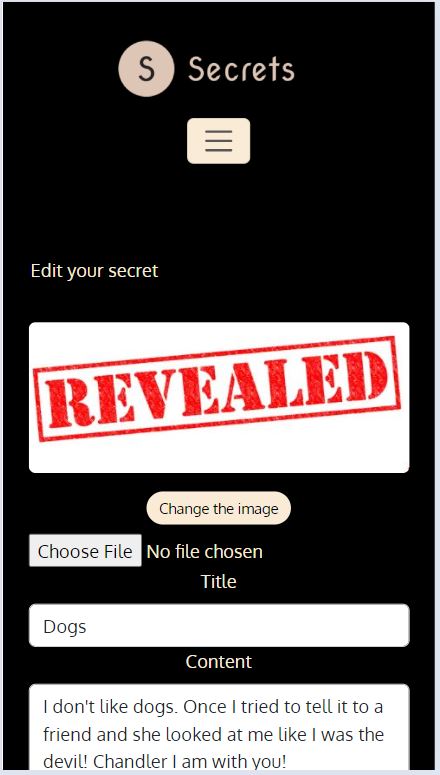 S Secrets
Edit your secret
REVEALED
Change the image
Choose File No file chosen
Title
Dogs
Content
I don't like dogs. Once I tried to tell it to a
friend and she looked at me like I was the
devil! Chandler I am with you!